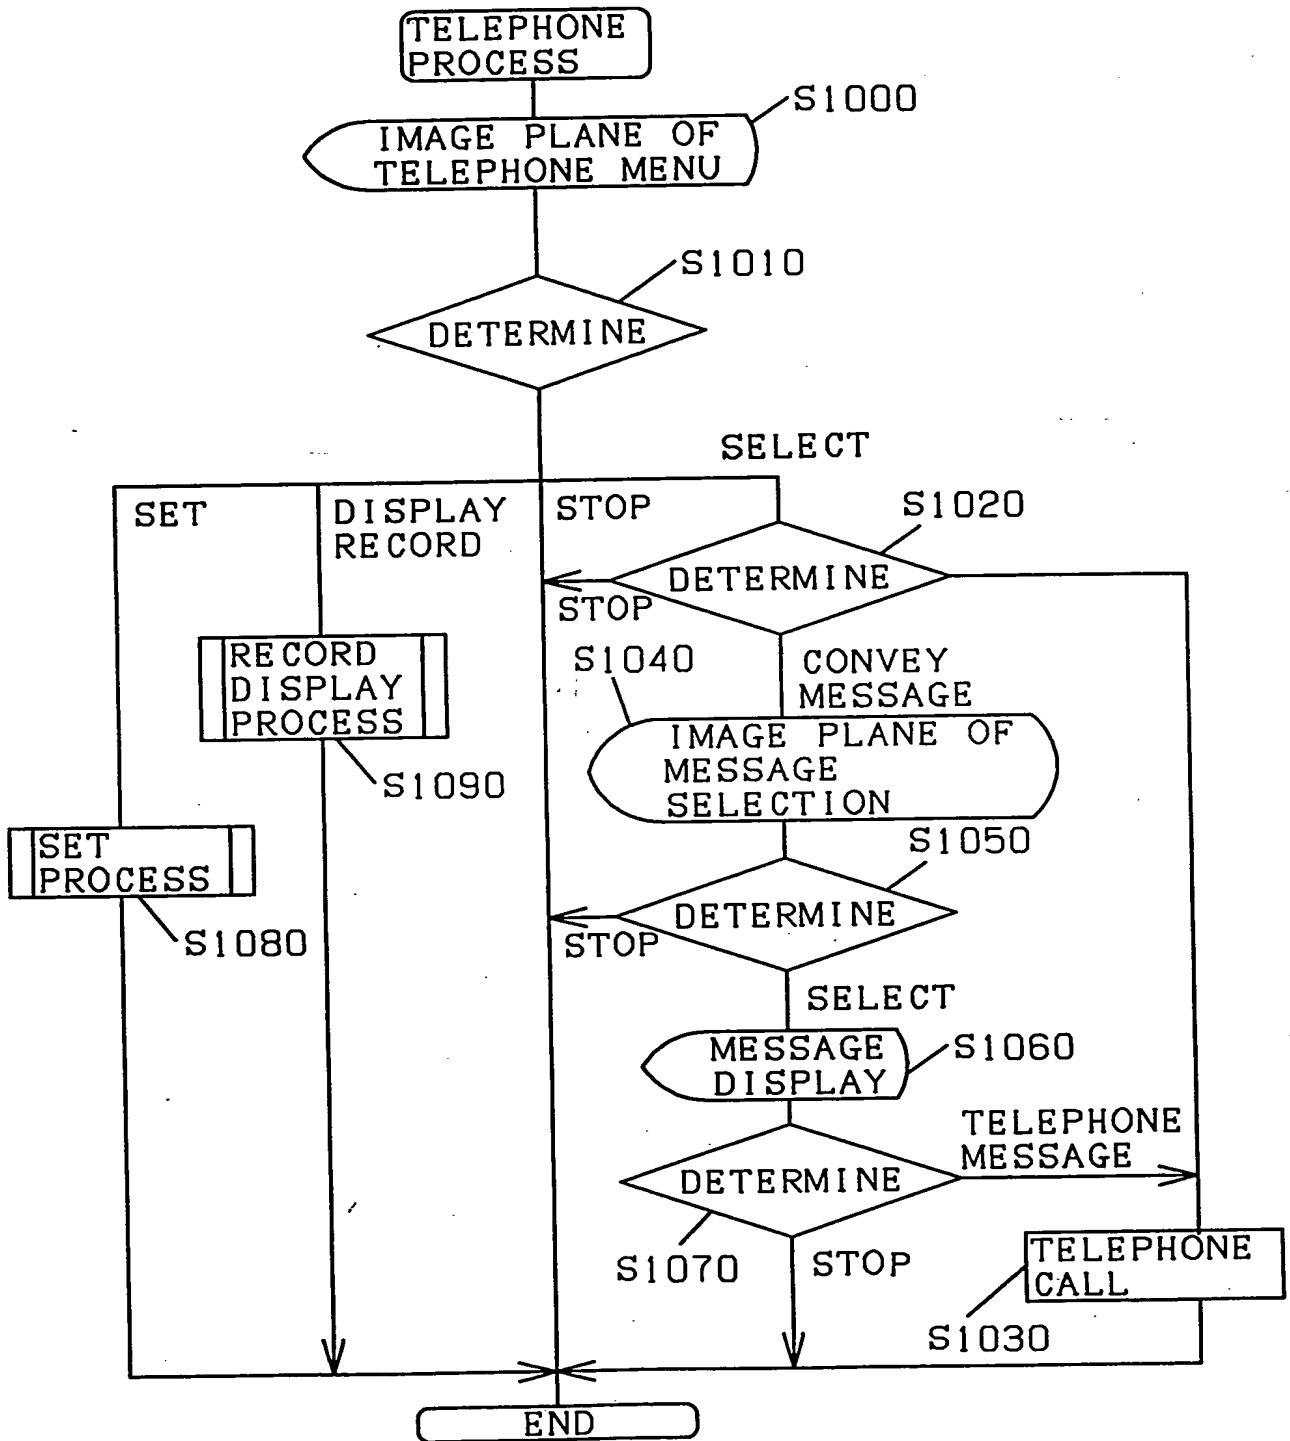 TELEPHONE
PROCESS
S1000
IMAGE PLANE OF
TELEPHONE MENU
S1010
DETERMINE
SELECT
SET
DISPLAY
RECORD
STOP
S1020
DETERMINE
STOP
RECORD
DISPLAY
PROCESS
S1040
CONVEY
MESSAGE
IMAGE PLANE OF
MESSAGE
SELECTION
S1090
SET
PROCESS
S1050
DETERMINE
STOP
S1080
SELECT
MESSAGE
DISPLAY
S1060
TELEPHONE
MESSAGE
DETERMINE
S1070
STOP
TELEPHONE
CALL
S1030
END